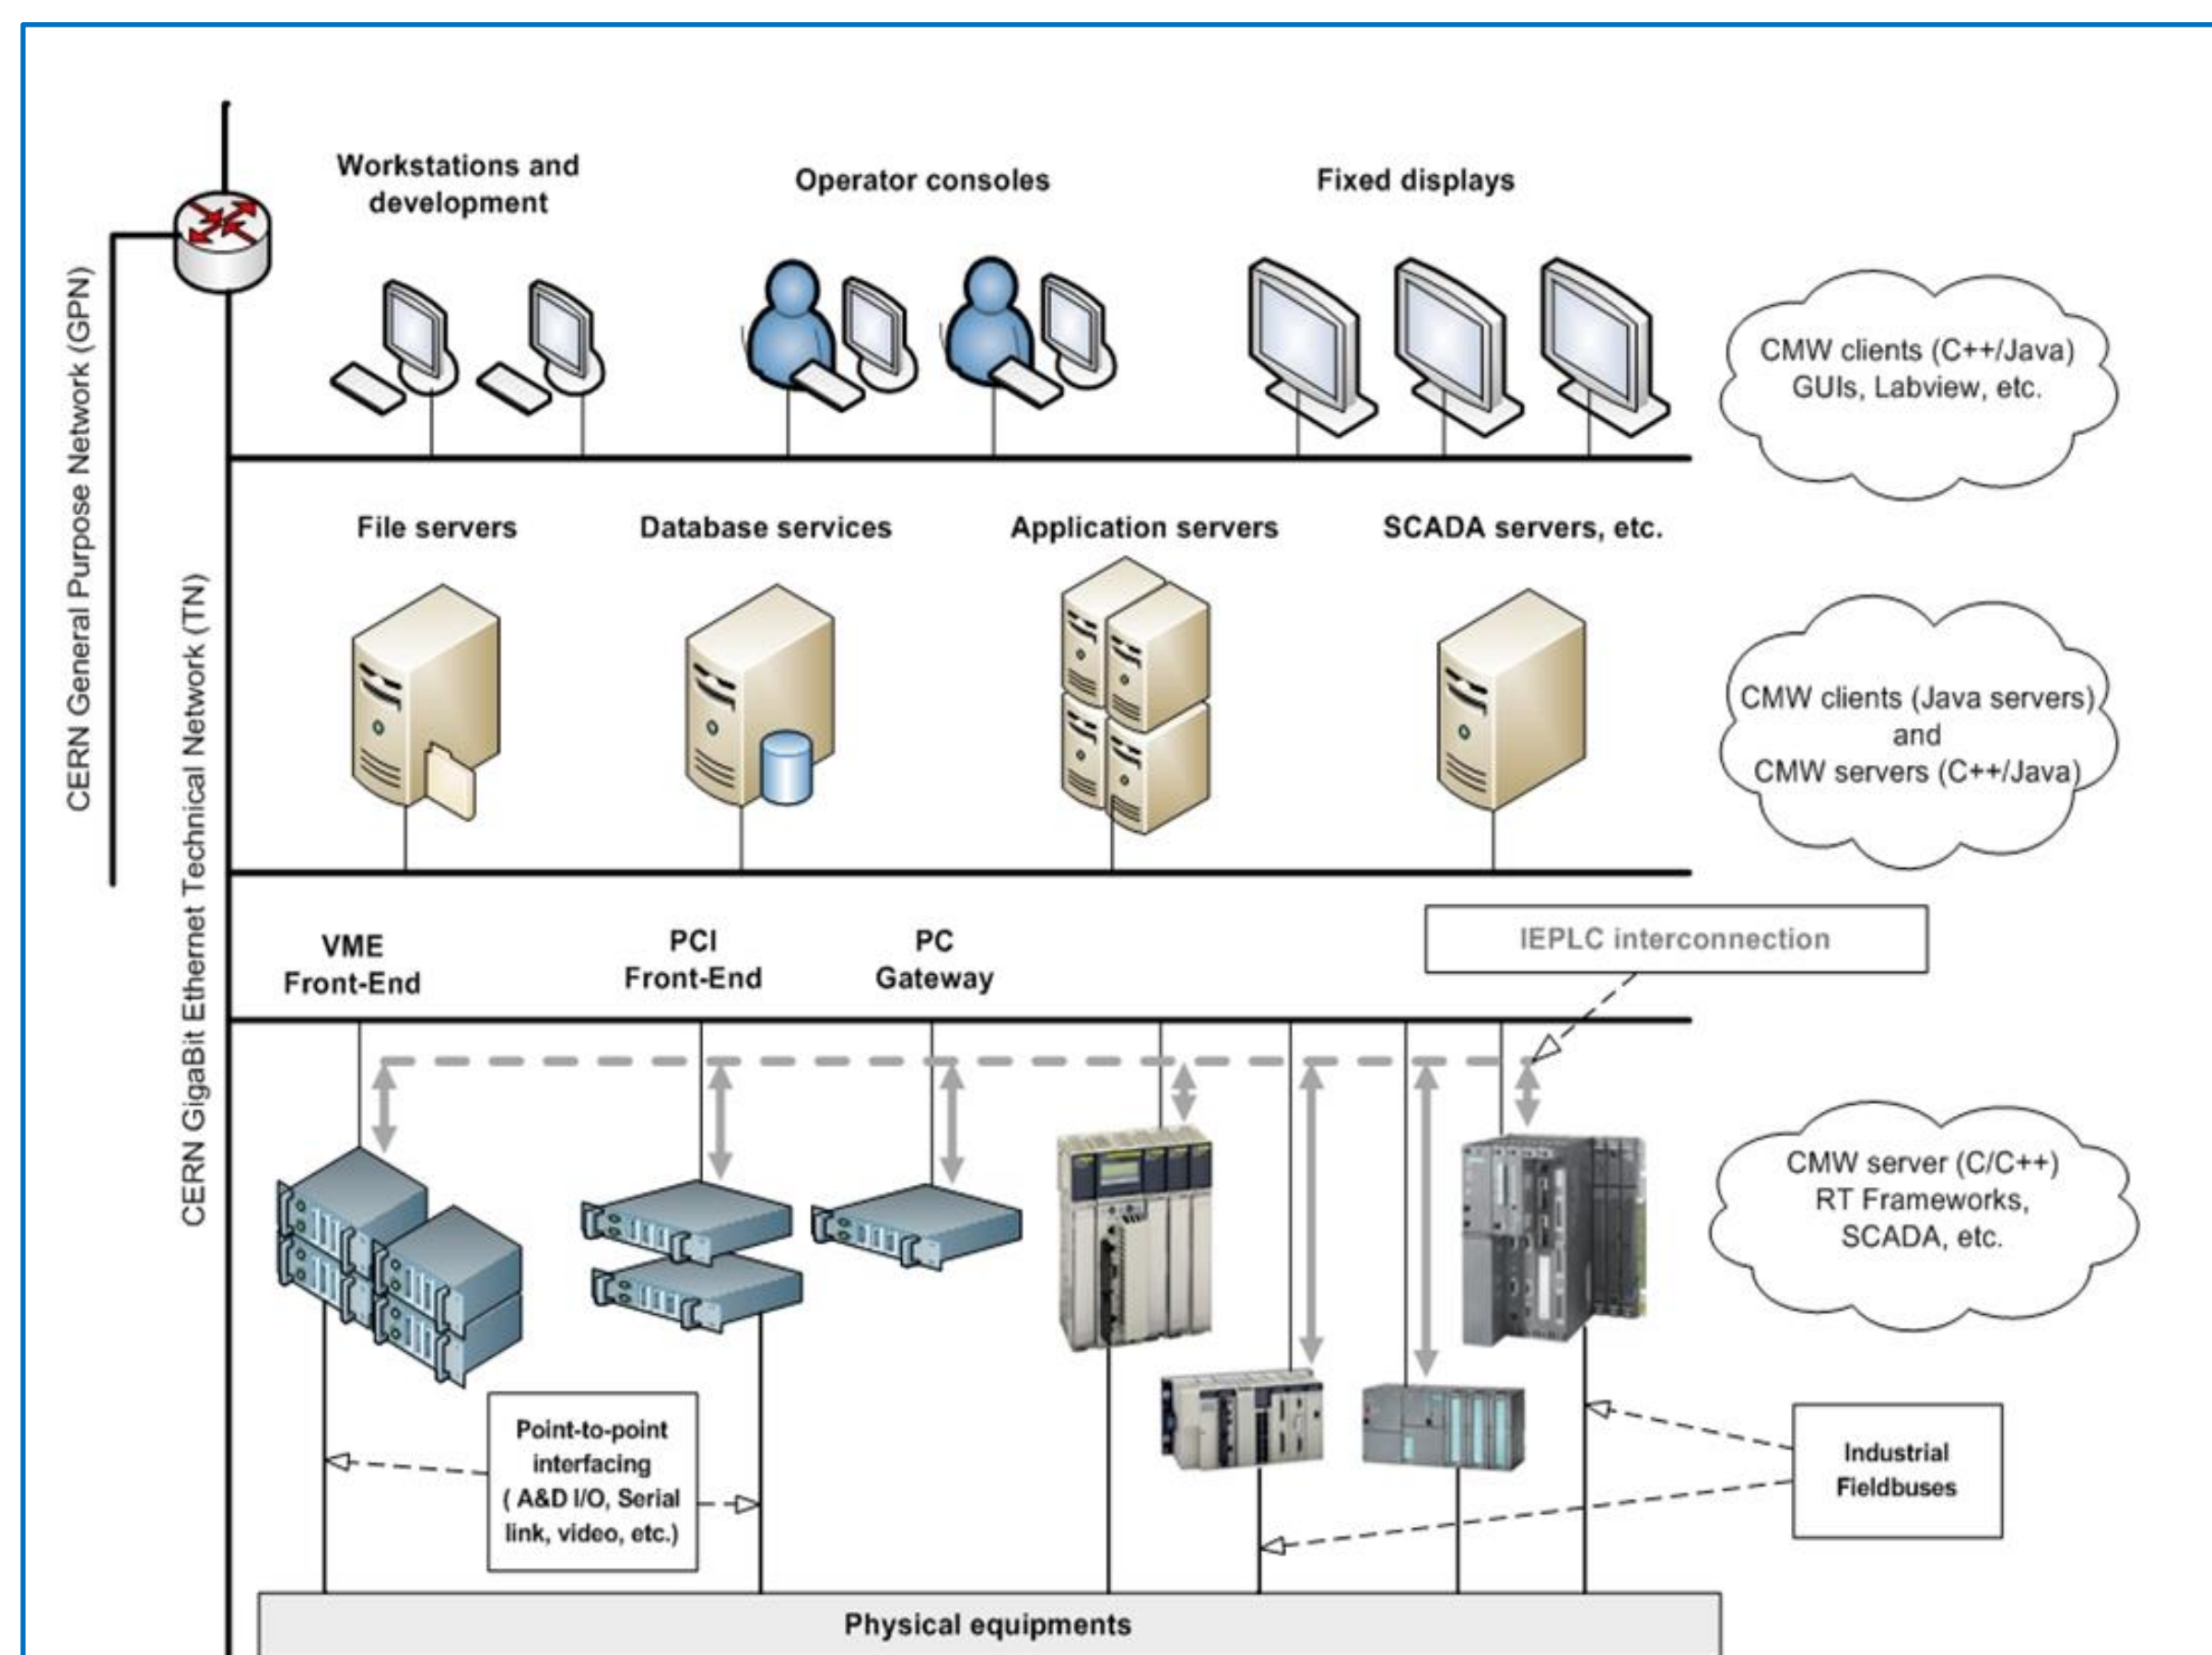 Workstations and
development
Operator consoles
Fixed displays
CERN General Purpose Network (GPN)
CMW clients (C++/Java)
GUIs, Labview, etc.
File servers
Database services
Application servers
SCADA servers, etc.
CERN GigaBit Ethernet Technical Network (TN)
CMW clients (Java servers)
and
CMW servers (C++/Java)
VME
Front-End
PCI
Front-End
PC
Gateway
IEPLC interconnection
CMW server (C/C++)
RT Frameworks,
SCADA, etc.
Point-to-point
interfacing
( A&D I/O, Serial
link, video, etc.)
Industrial
Fieldbuses
Physical equipments